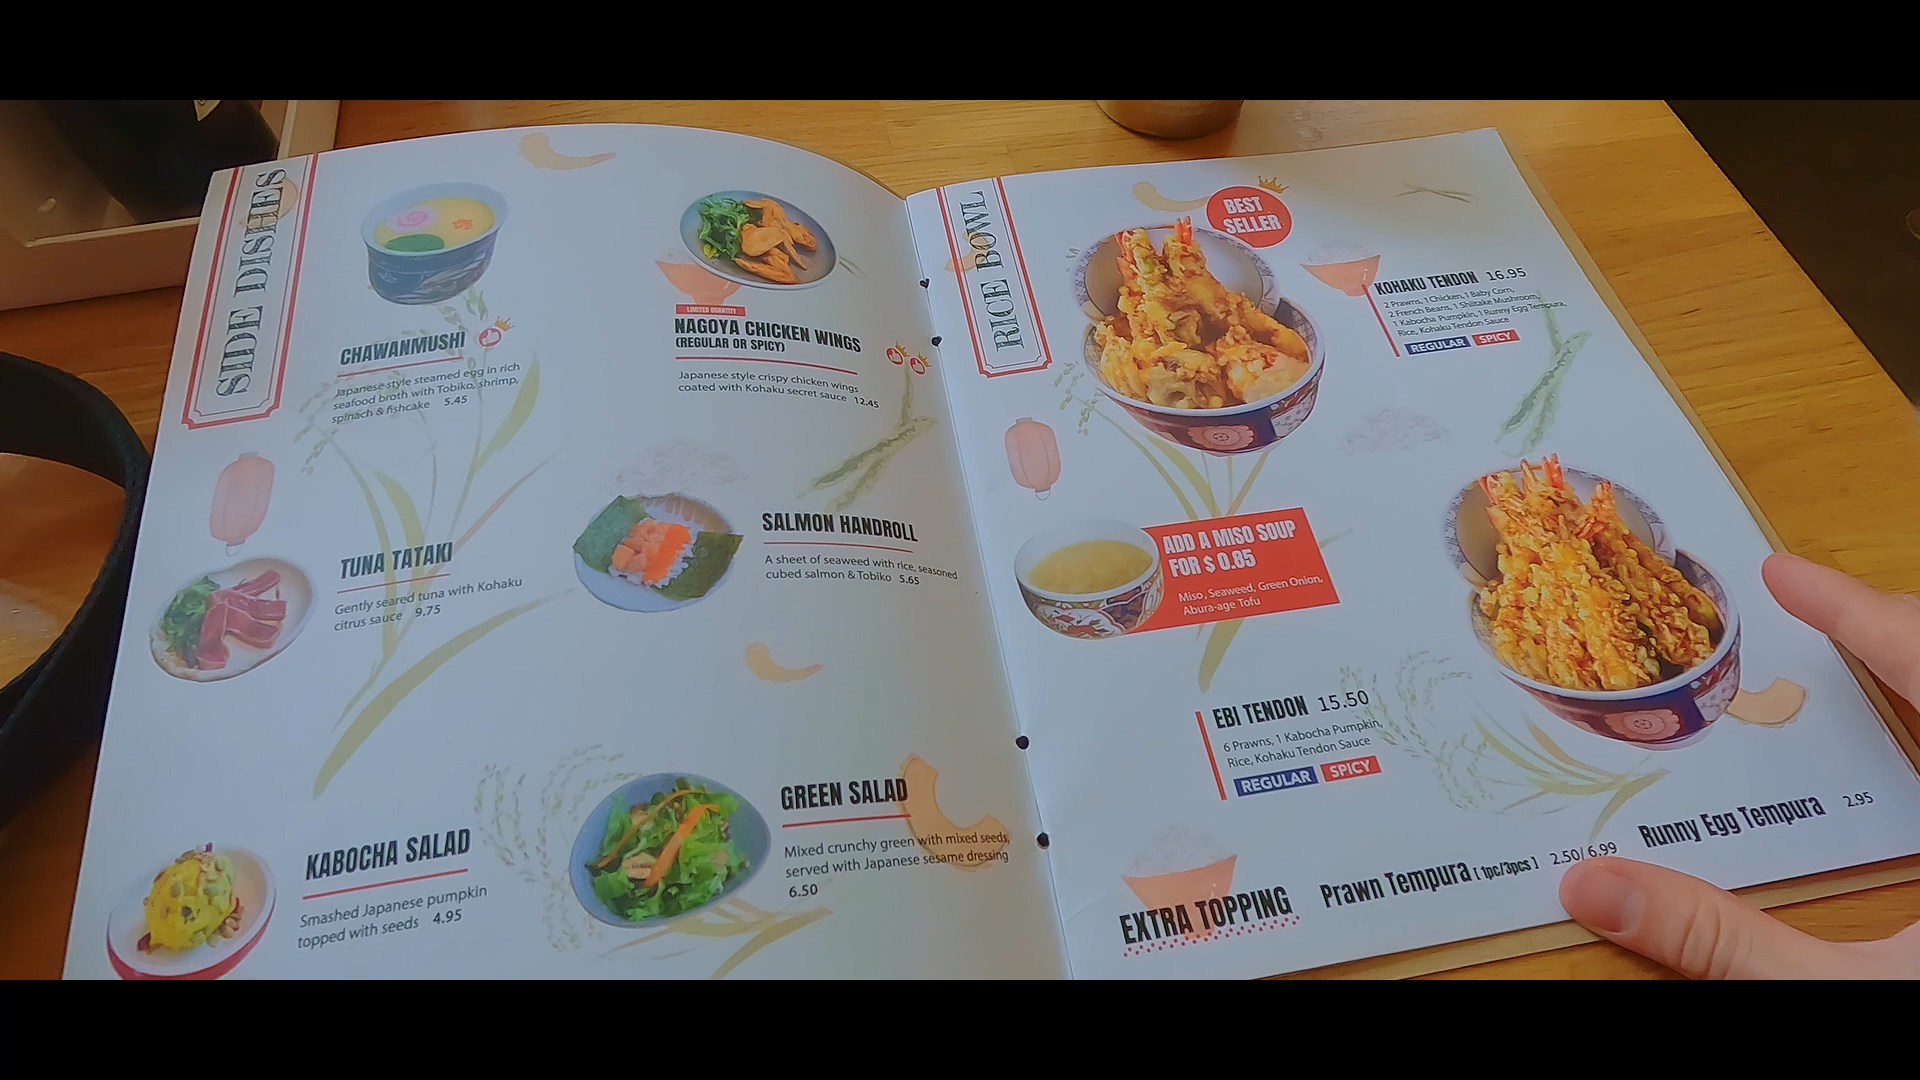 SIDE DISHES
CHAWANMUSHI
Japanese style steamed egg in rich
seafood broth with Tobiko, shrimp,
spinach & fishcake 5.45
LIMITED QUANTITY
NAGOYA CHICKEN WINGS
(REGULAR OR SPICY)
Japanese style crispy chicken wings
coated with Kohaku secret sauce 12.45
TUNA TATAKI
Gently seared tuna with Kohaku
citrus sauce 9.75
SALMON HANDROLL
A sheet of seaweed with rice, seasoned
cubed salmon & Tobiko 5.65
KABOCHA SALAD
Smashed Japanese pumpkin
topped with seeds 4.95
GREEN SALAD
Mixed crunchy green with mixed seeds,
served with Japanese sesame dressing
6.50
RICE BOWL
BEST
SELLER
KOHAKU TENDON 16.95
2 Prawns, 1 Chicken, 1 Baby Corn,
2 French Beans, 1 Shiitake Mushroom,
1 Kabocha Pumpkin, 1 Runny Egg Tempura,
Rice, Kohaku Tendon Sauce
REGULAR SPICY
ADD A MISO SOUP
FOR $ 0.85
Miso, Seaweed, Green Onion,
Abura-age Tofu
EBI TENDON 15.50
6 Prawns, 1 Kabocha Pumpkin,
Rice, Kohaku Tendon Sauce
REGULAR SPICY
EXTRA TOPPING
Prawn Tempura [ 1pc/3pcs ] 2.50/ 6.99
Runny Egg Tempura 2.95